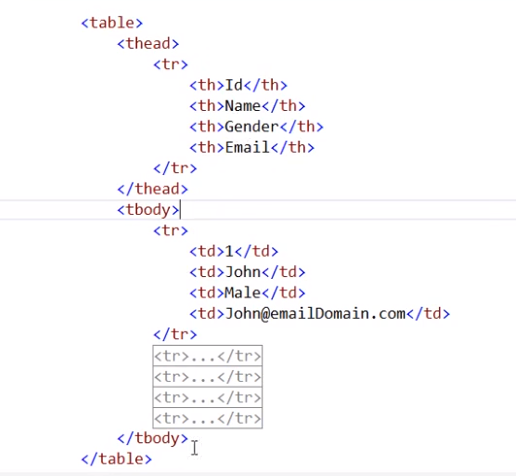 <table>
<thead>
<tr>
<th>Id</th>
<th>Name</th>
<th>Gender</th>
<th>Email</th>
</tr>
</thead>
<tbody>
<tr>
<td>1</td>
<td>John</td>
<td>Male</td>
<td>John@emailDomain.com</td>
</tr>
<tr>...</tr>
<tr>...</tr>
<tr>...</tr>
<tr>...</tr>
</tbody>
</table>